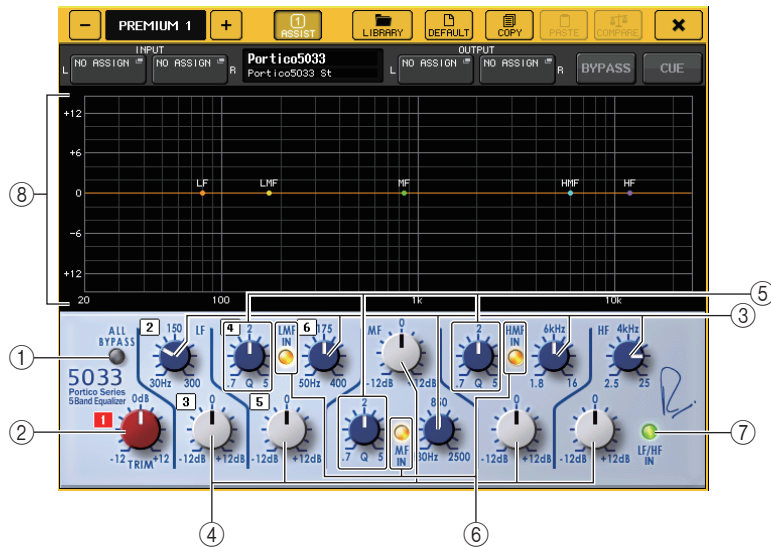 PREMIUM 1
1
ASSIST
LIBRARY
DEFAULT
COPY
PASTE
COMPARE
INPUT
L NO ASSIGN NO ASSIGN R
Portico5033
Portico5033 St
OUTPUT
L NO ASSIGN NO ASSIGN R
BYPASS
CUE
+12
+6
0
-6
+12
LF LMF MF HMF HF
20 100 1k 10k
8
ALL
BYPASS
2 150 LF
30Hz 300
4 2
.7 Q 5
LMF
IN
6 175
50Hz 400
MF 0
-12dB +12dB
2
.7 Q 5
HMF
IN
6kHz
1.8 16
HF 4kHz
2.5 25
5
3
1
5033
Portico Series
5Band Equalizer
1 0dB
-12 TRIM +12
3 0
-12dB +12dB
5 0
-12dB +12dB
2
.7 Q 5
MF
IN
850
2500
0
-12dB +12dB
0
-12dB +12dB
LF/HF
IN
2
7
4
6